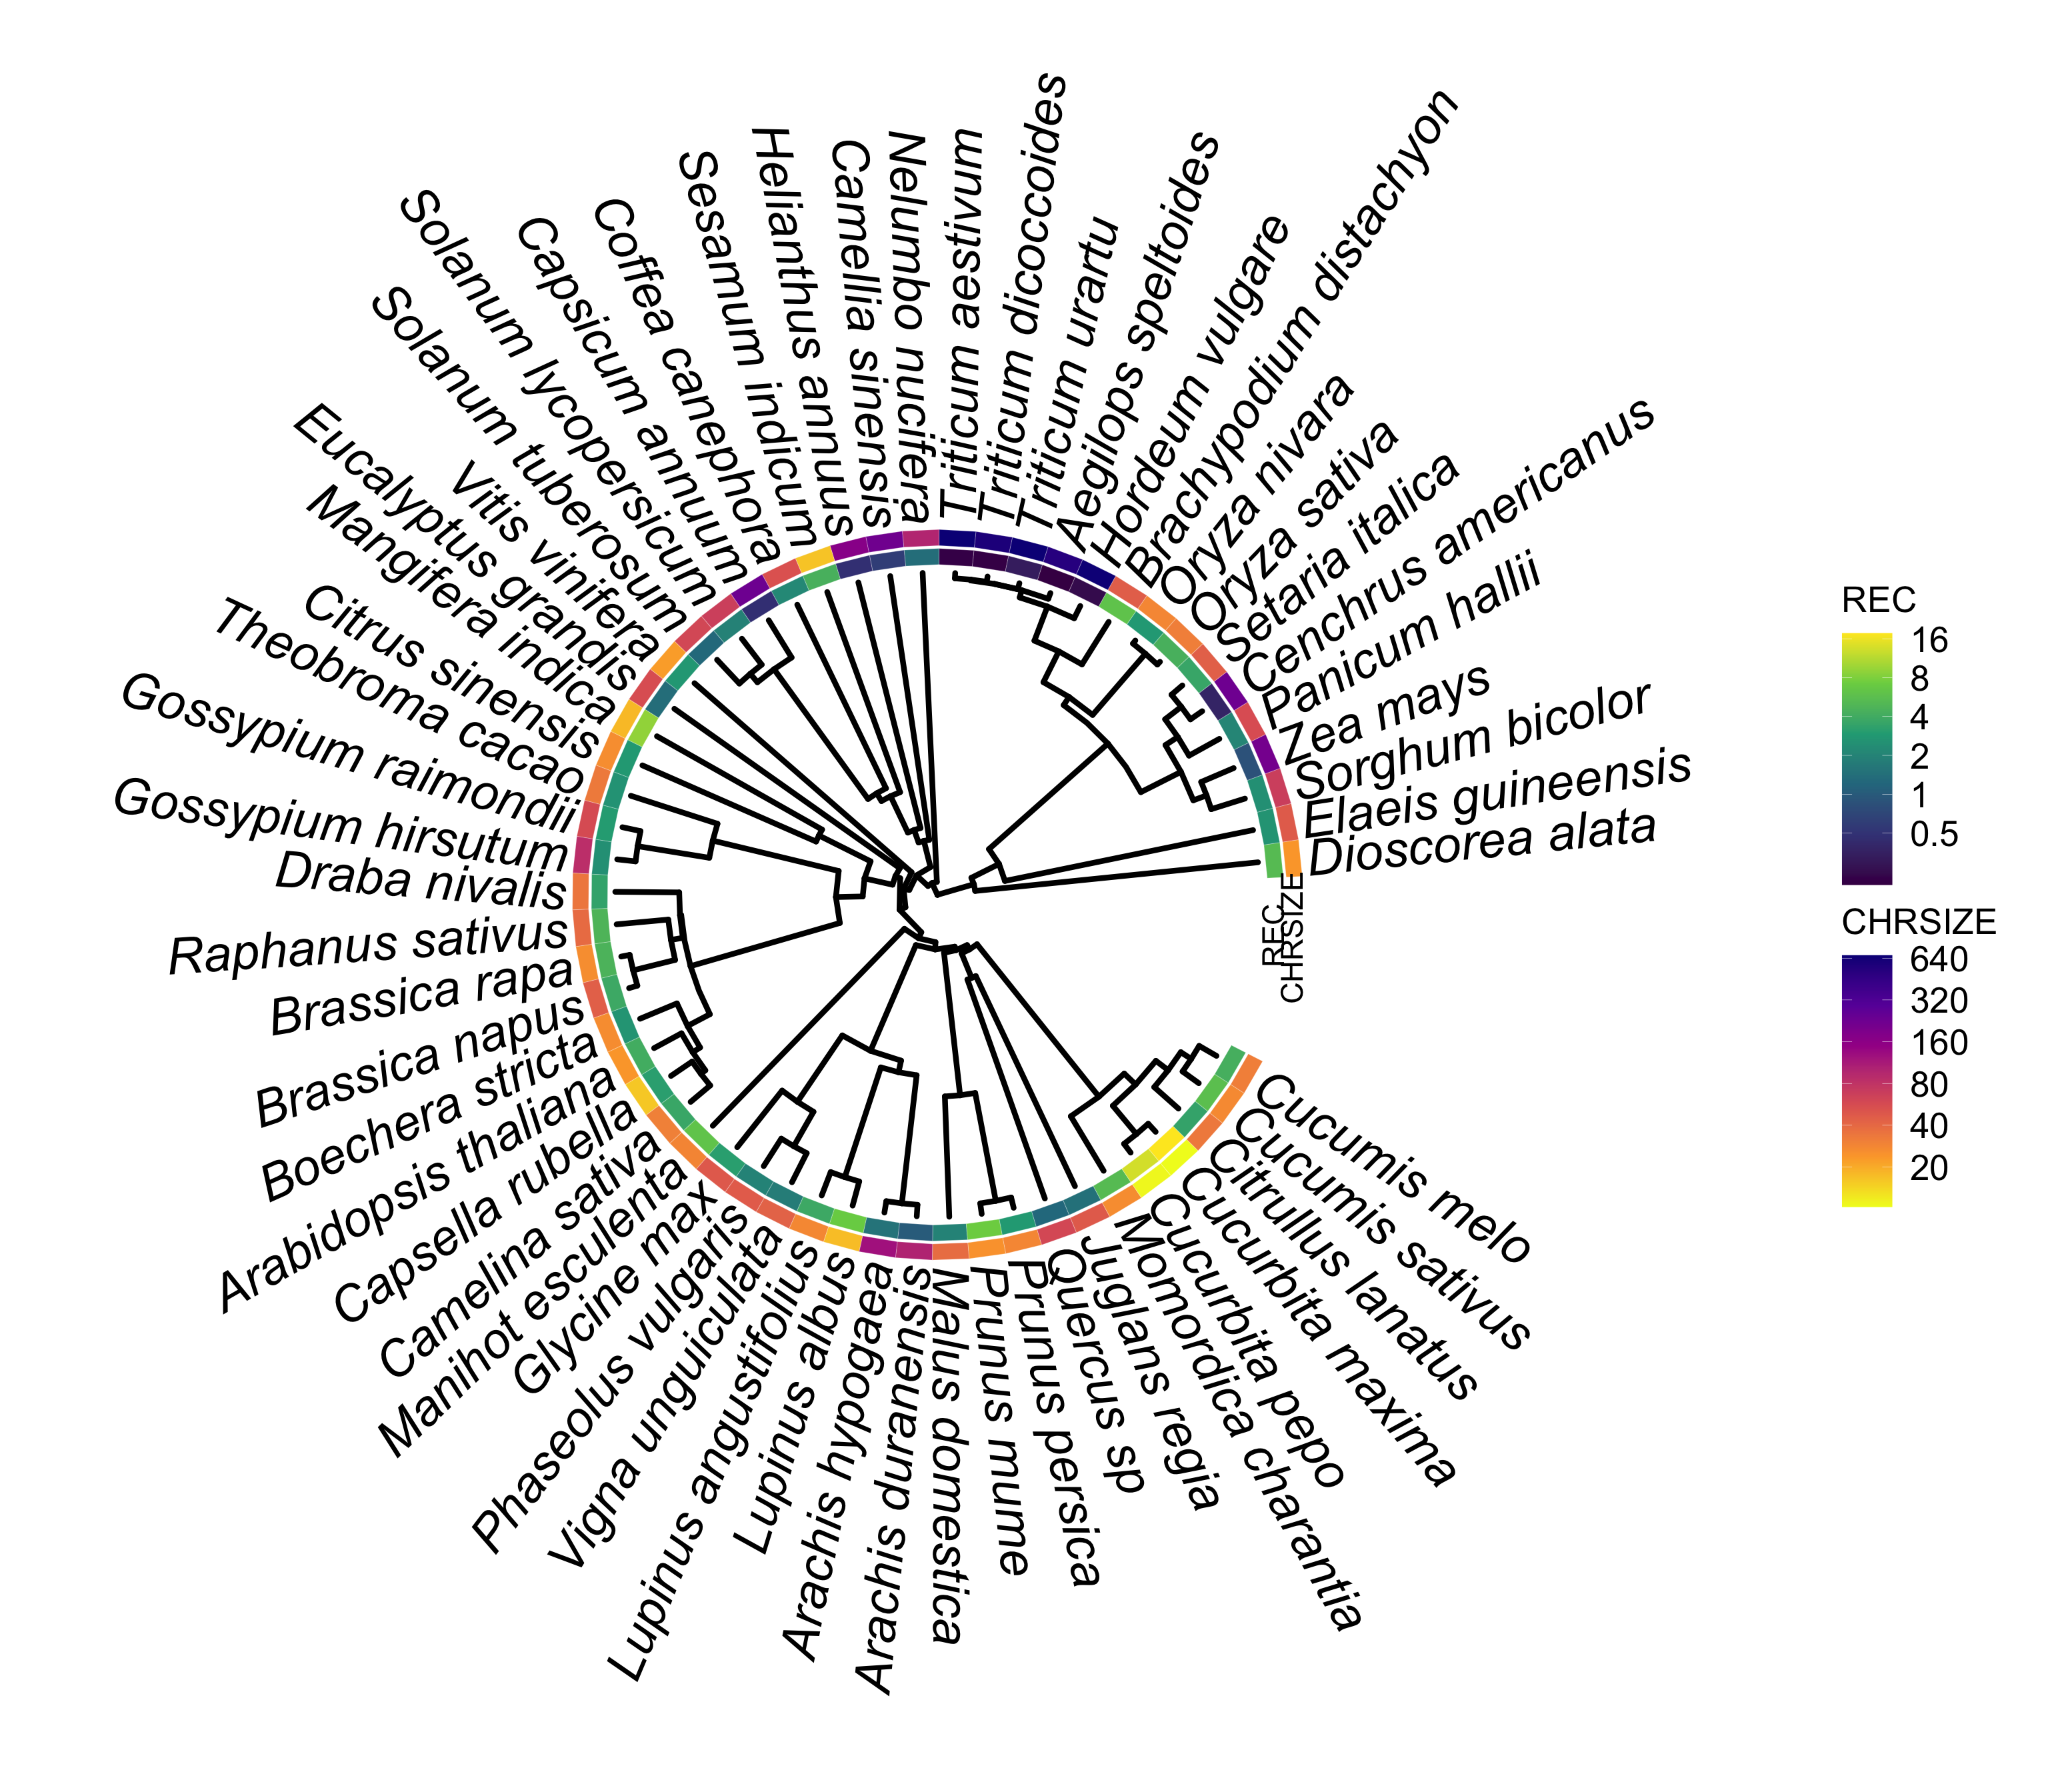 Nelumbo nucifera
Triticum aestivum
Triticum dicoccoides
Triticum urartu
Aegilops speltoides
Hordeum vulgare
Brachypodium distachyon
Oryza nivara
Oryza sativa
Setaria italica
Cenchrus americanus
Panicum hallii
Zea mays
Sorghum bicolor
Elaeis guineensis
Dioscorea alata
REC
CHRSIZE
Cucumis melo
Cucumis sativus
Citrullus lanatus
Cucurbita maxima
Cucurbita pepo
Momordica charantia
Juglans regia
Quercus sp
Prunus persica
Prunus mume
Malus domestica
Arachis duranensis
Arachis hypogaea
Lupinus albus
Lupinus angustifolius
Vigna unguiculata
Phaseolus vulgaris
Glycine max
Manihot esculenta
Camelina sativa
Capsella rubella
Arabidopsis thaliana
Boechera stricta
Brassica napus
Brassica rapa
Raphanus sativus
Draba nivalis
Gossypium hirsutum
Gossypium raimondii
Theobroma cacao
Citrus sinensis
Mangifera indica
Eucalyptus grandis
Vitis vinifera
Solanum tuberosum
Solanum lycopersicum
Capsicum annuum
Coffea canephora
Sesamum indicum
Helianthus annuus
Camellia sinensis
REC
16
8
4
2
1
0.5
CHRSIZE
640
320
160
80
40
20